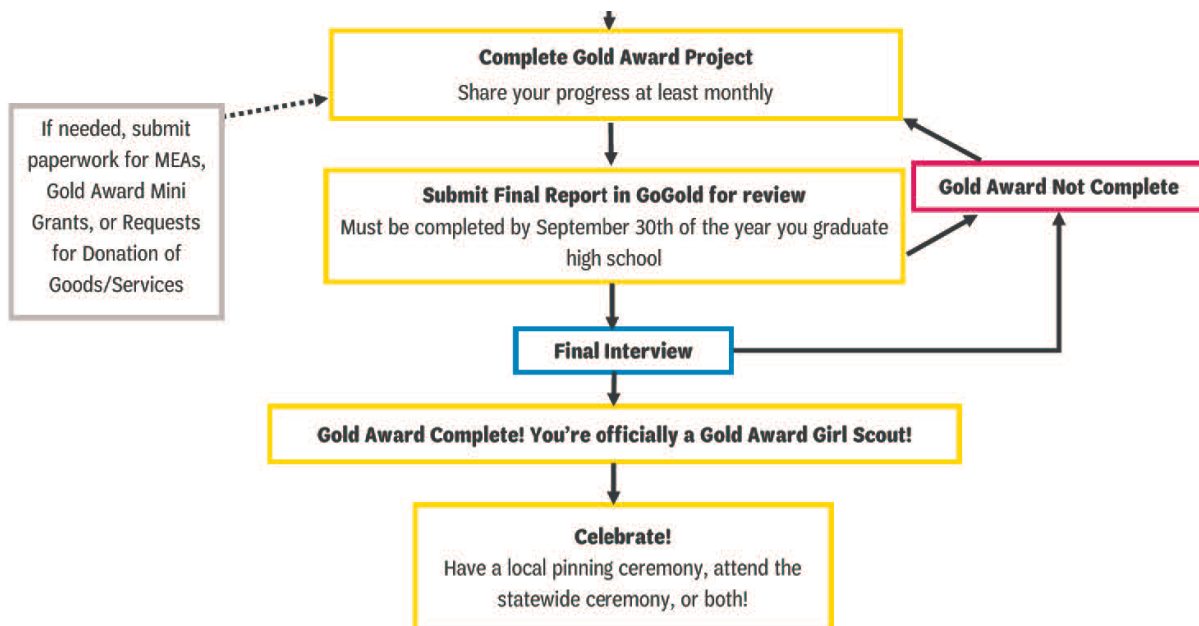 Complete Gold Award Project
Share your progress at least monthly
If needed, submit
paperwork for MEAs,
Gold Award Mini
Grants, or Requests
for Donation of
Goods/Services
Gold Award Not Complete
Submit Final Report in GoGold for review
Must be completed by September 30th of the year you graduate
high school
Final Interview
Gold Award Complete! You're officially a Gold Award Girl Scout!
Celebrate!
Have a local pinning ceremony, attend the
statewide ceremony, or both!